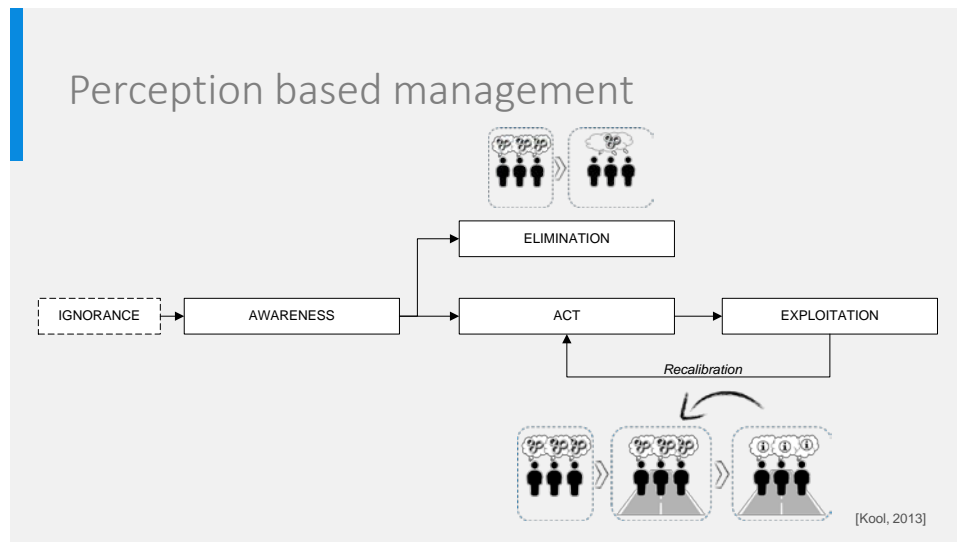 Perception based management
ELIMINATION
IGNORANCE
AWARENESS
ACT
EXPLOITATION
Recalibration
[Kool, 2013]